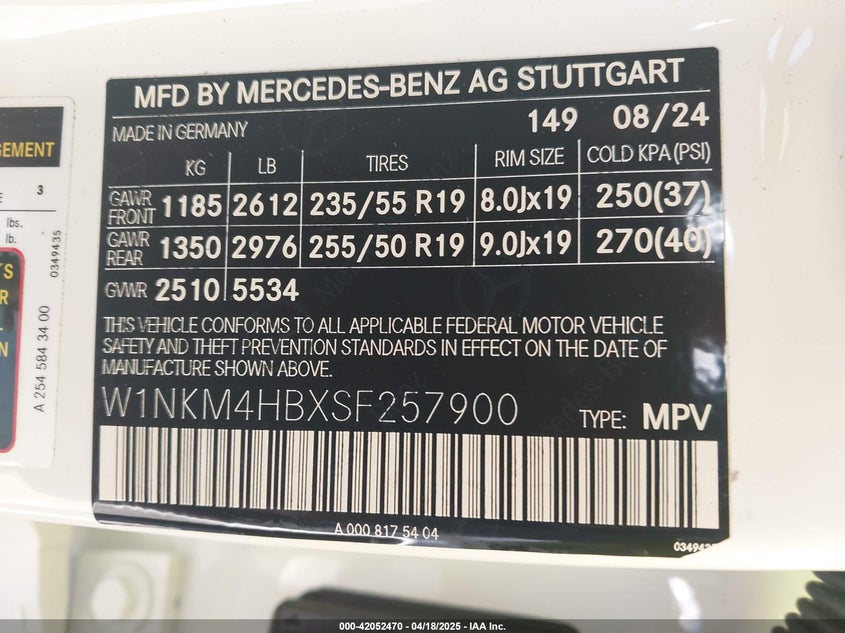 MFD BY MERCEDES-BENZ AG STUTTGART
MADE IN GERMANY 149 08/24
KG LB TIRES RIM SIZE COLD KPA (PSI)
GAWR FRONT 1185 2612 235/55 R19 8.0Jx19 250(37)
GAWR REAR 1350 2976 255/50 R19 9.0Jx19 270(40)
GVWR 2510 5534
THIS VEHICLE CONFORMS TO ALL APPLICABLE FEDERAL MOTOR VEHICLE
SAFETY AND THEFT PREVENTION STANDARDS IN EFFECT ON THE DATE OF
MANUFACTURE SHOWN ABOVE.
W1NKM4HBXSF257900 TYPE: MPV
A 000 817 54 04
3
lbs.
lb.
0349435
A 254 584 34 00
000-42052470 - 04/18/2025 - IAA Inc.